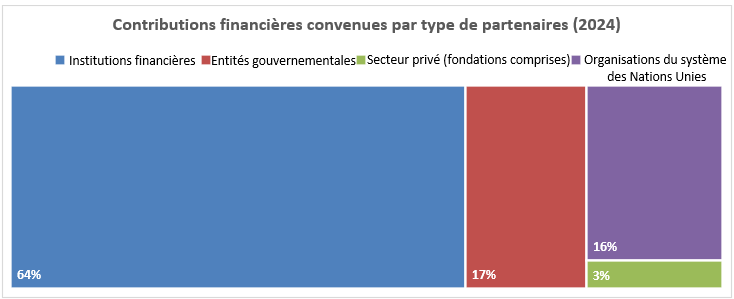 Contributions financières convenues par type de partenaires (2024)
Institutions financières Entités gouvernementales Secteur privé (fondations comprises) Organisations du système
des Nations Unies
16%
64%
17%
3%